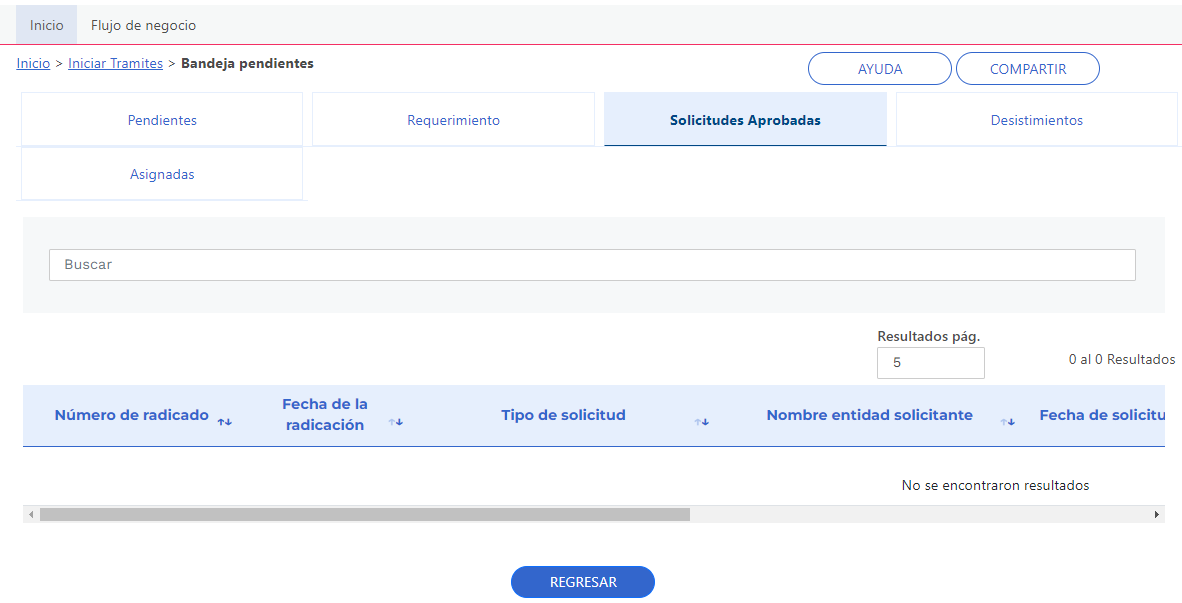 Inicio Flujo de negocio
Inicio > Iniciar Tramites > Bandeja pendientes
AYUDA COMPARTIR
Pendientes Requerimiento Solicitudes Aprobadas Desistimientos
Asignadas
Buscar
Resultados pág.
5 0 al 0 Resultados
Número de radicado Fecha de la radicación Tipo de solicitud Nombre entidad solicitante Fecha de solicitu
No se encontraron resultados
REGRESAR